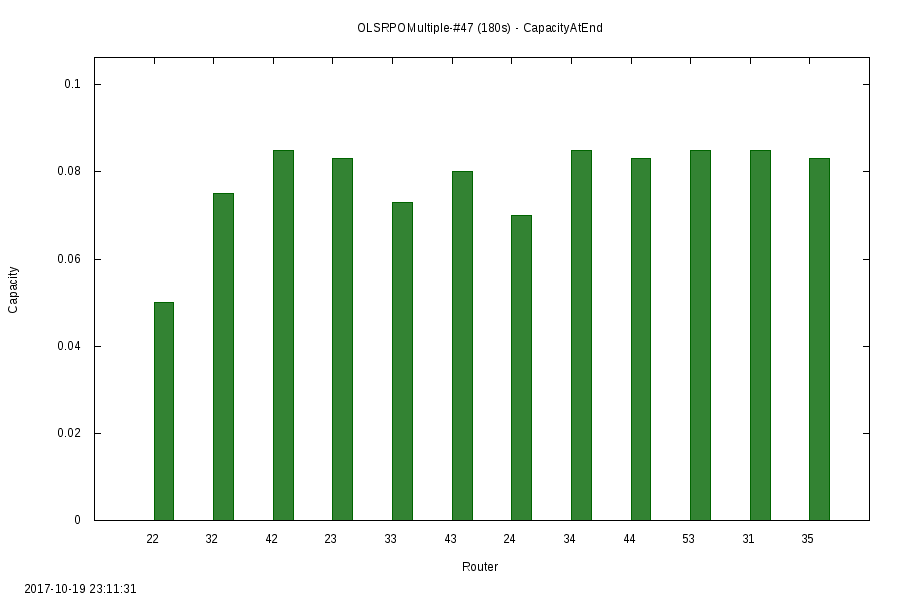 OLSRPOMultiple-#47 (180s) - CapacityAtEnd
0.1
0.08
0.06
0.04
0.02
0
Capacity
22 32 42 23 33 43 24 34 44 53 31 35
Router
2017-10-19 23:11:31